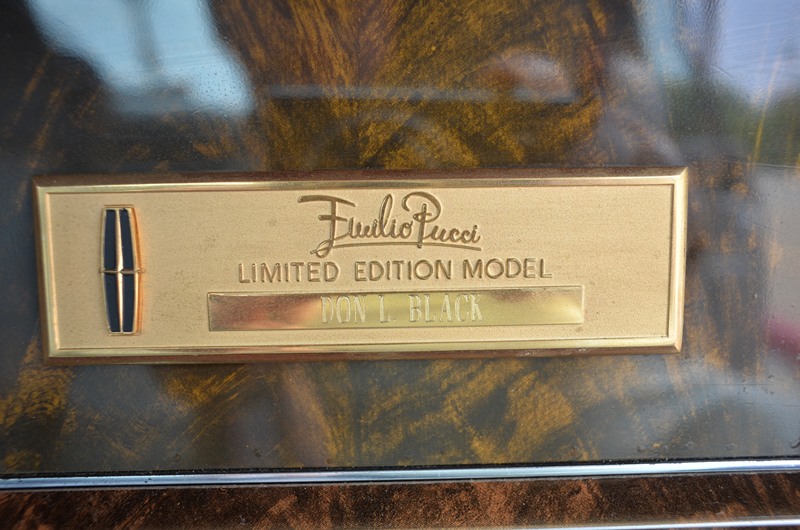 Emilio Pucci
LIMITED EDITION MODEL
DON L. BLACK